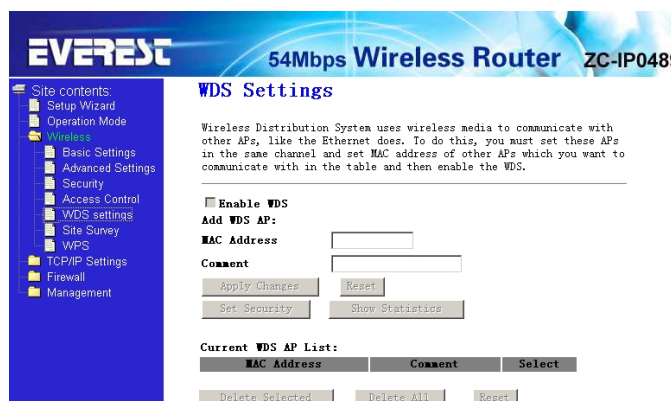 EVEREST
54Mbps Wireless Router
ZC-IP048
Site contents:
Setup Wizard
Operation Mode
Wireless
Basic Settings
Advanced Settings
Security
Access Control
WDS settings
Site Survey
WPS
TCP/IP Settings
Firewall
Management
WDS Settings
Wireless Distribution System uses wireless media to communicate with
other APs, like the Ethernet does. To do this, you must set these APs
in the same channel and set MAC address of other APs which you want to
communicate with in the table and then enable the WDS.
Enable WDS
Add WDS AP:
MAC Address
Comment
Apply Changes Reset
Set Security Show Statistics
Current WDS AP List:
MAC Address Comment Select
Delete Selected Delete All Reset